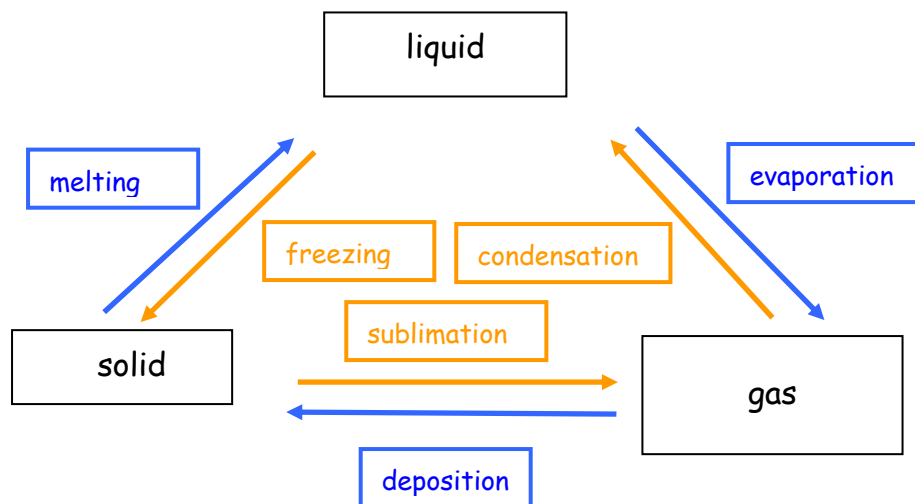 liquid
melting
evaporation
freezing
condensation
sublimation
solid
gas
deposition